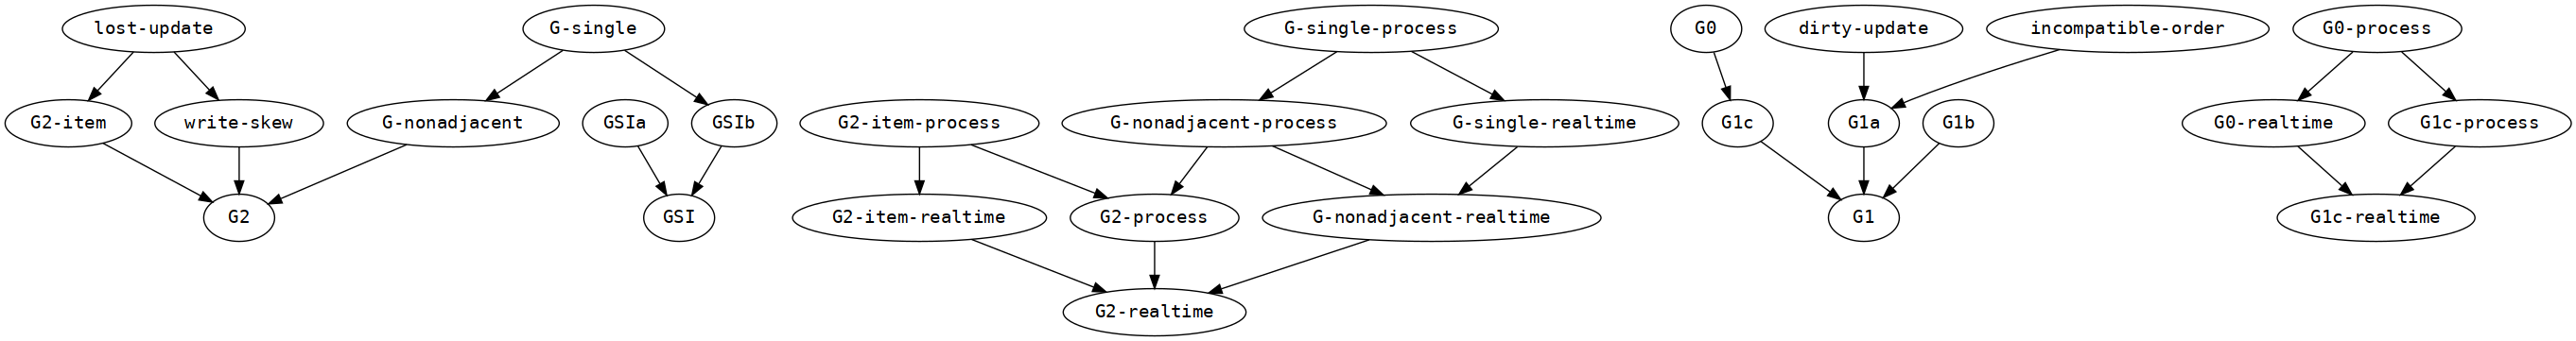 lost-update
G-single
G-single-process
G0
dirty-update
incompatible-order
G0-process
G2-item
write-skew
G-nonadjacent
GSIa
GSIb
G2-item-process
G-nonadjacent-process
G-single-realtime
G1c
G1a
G1b
G0-realtime
G1c-process
G2
GSI
G2-item-realtime
G2-process
G-nonadjacent-realtime
G1
G1c-realtime
G2-realtime